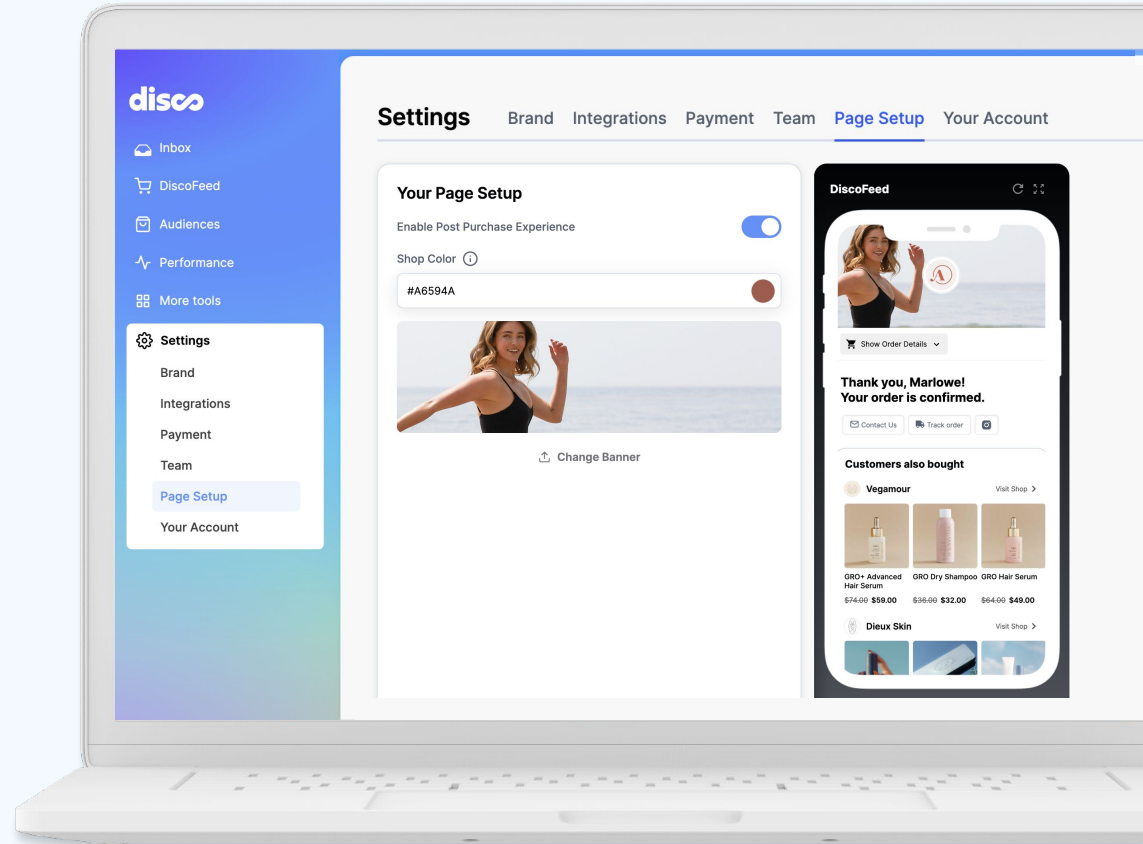 disco
Inbox
DiscoFeed
Audiences
Performance
More tools
Settings
Brand
Integrations
Payment
Team
Page Setup
Your Account
Settings Brand Integrations Payment Team Page Setup Your Account
Your Page Setup
Enable Post Purchase Experience
Shop Color
#A6594A
Change Banner
DiscoFeed
Show Order Details
Thank you, Marlowe!
Your order is confirmed.
Contact Us Track order
Customers also bought
Vegamour Visit Shop
GRO+ Advanced GRO Dry Shampoo GRO Hair Serum
Hair Serum
$74.00 $59.00 $36.00 $32.00 $64.00 $49.00
Dieux Skin Visit Shop